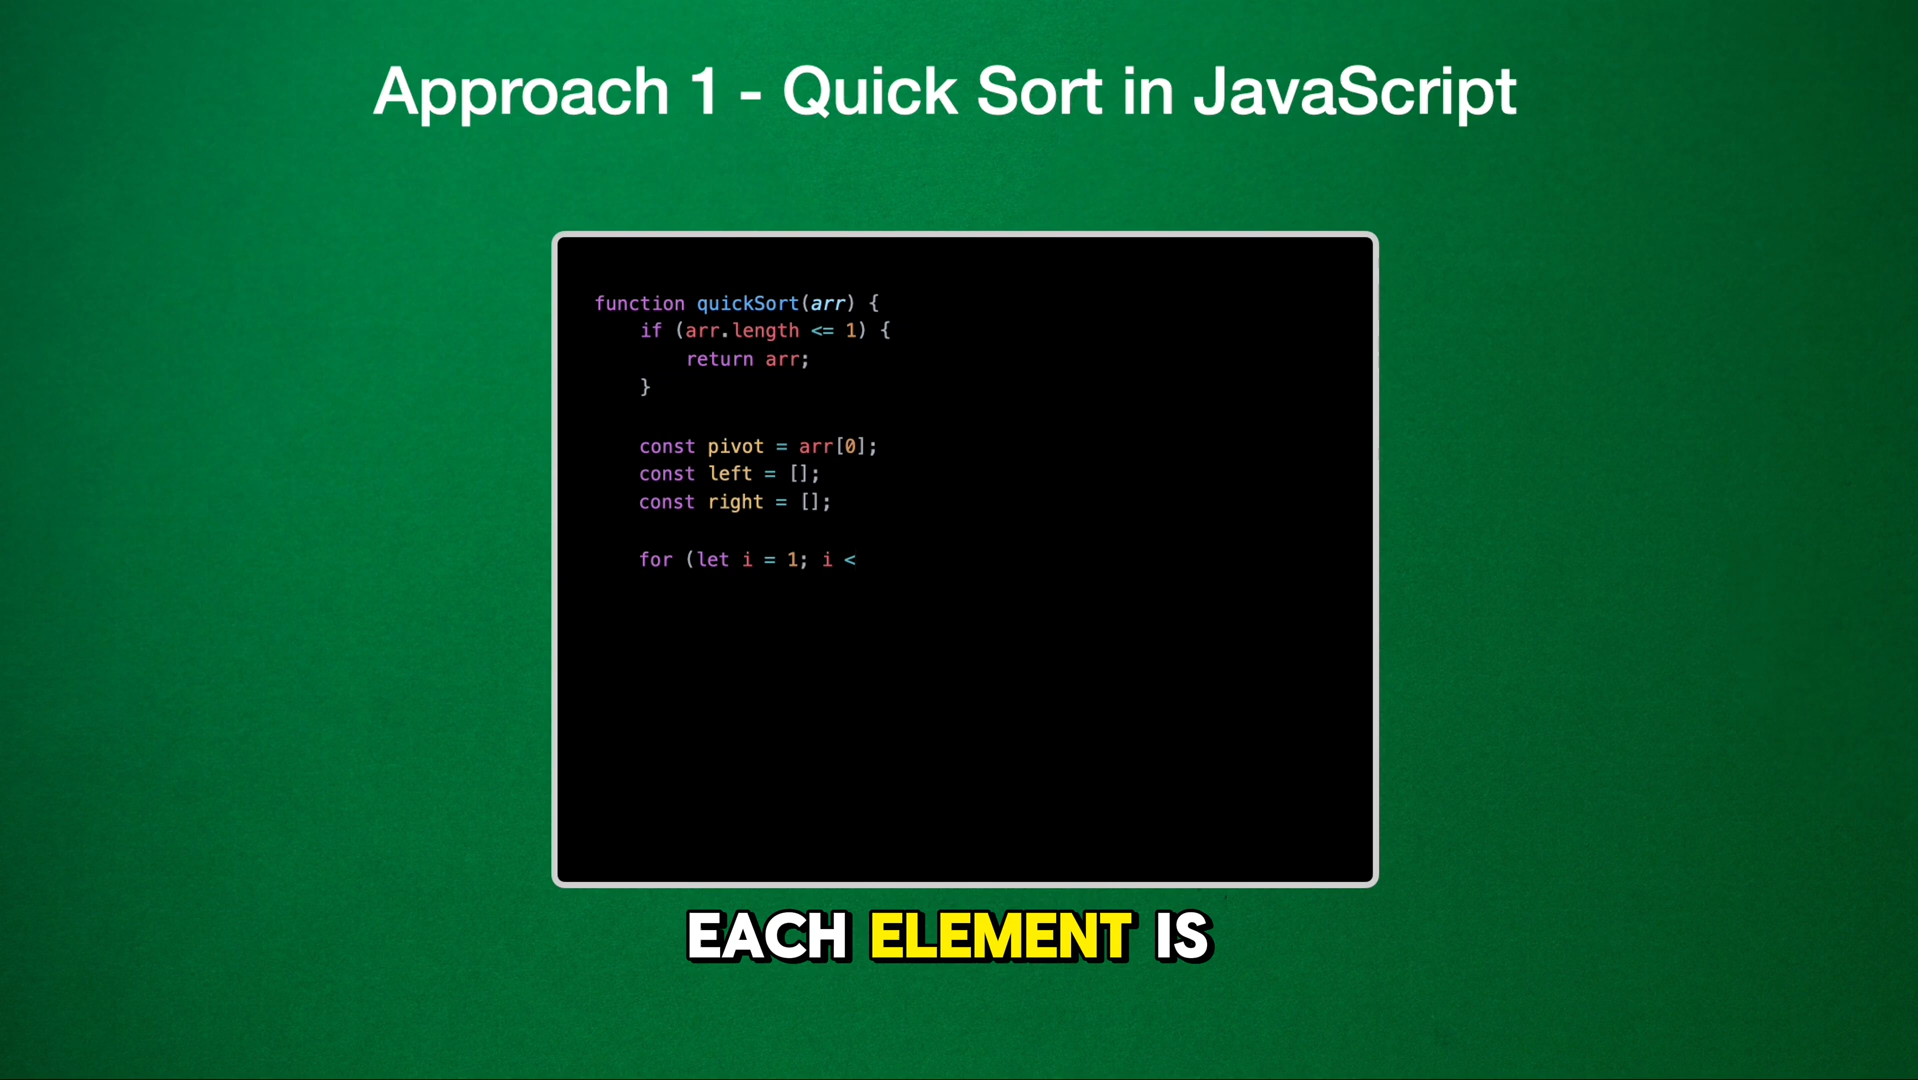 Approach 1 - Quick Sort in JavaScript
function quickSort(arr) {
if (arr.length <= 1) {
return arr;
}
const pivot = arr[0];
const left = [];
const right = [];
for (let i = 1; i <
EACH ELEMENT IS